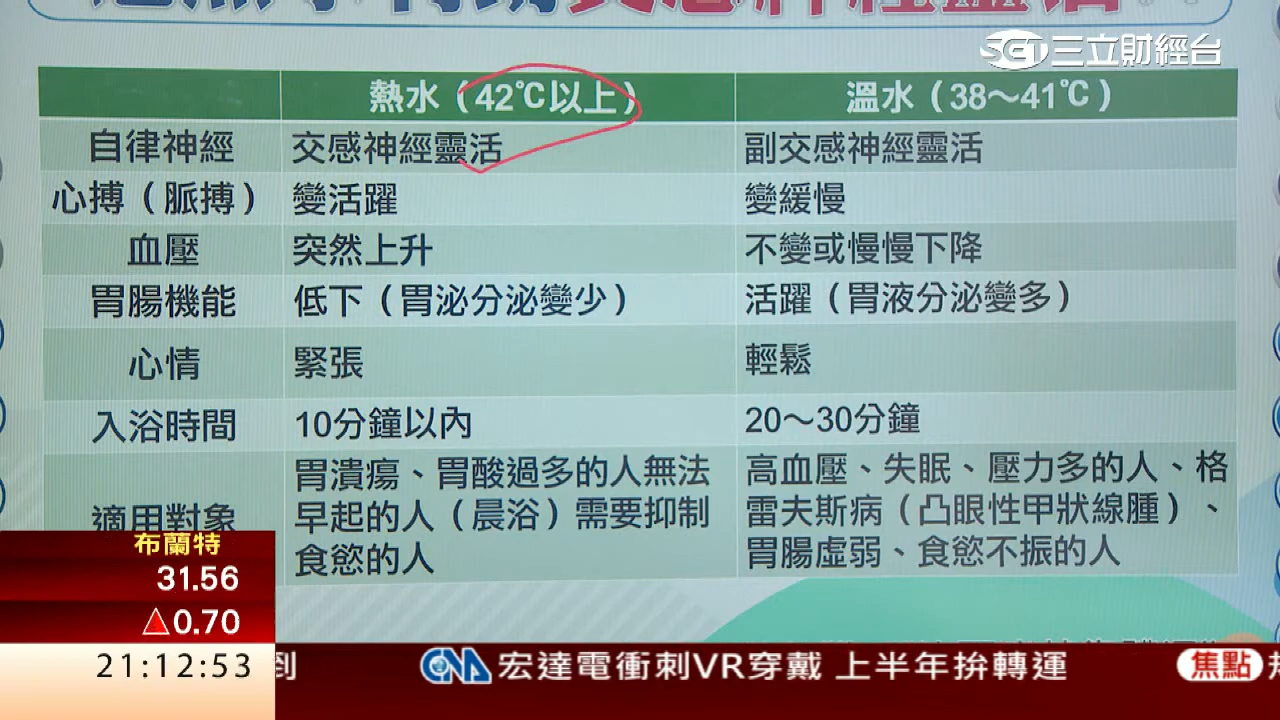 SET 三立財經台
熱水（42℃以上） 溫水（38～41℃）
自律神經 交感神經靈活 副交感神經靈活
心搏（脈搏） 變活躍 變緩慢
血壓 突然上升 不變或慢慢下降
胃腸機能 低下（胃泌分泌變少） 活躍（胃液分泌變多）
心情 緊張 輕鬆
入浴時間 10分鐘以內 20～30分鐘
適用對象
胃潰瘍、胃酸過多的人無法
早起的人（晨浴）需要抑制
食慾的人
高血壓、失眠、壓力多的人、格
雷夫斯病（凸眼性甲狀線腫）、
胃腸虛弱、食慾不振的人
布蘭特
31.56
△0.70
21:12:53
到 CNA 宏達電衝刺VR穿戴 上半年拚轉運 焦點